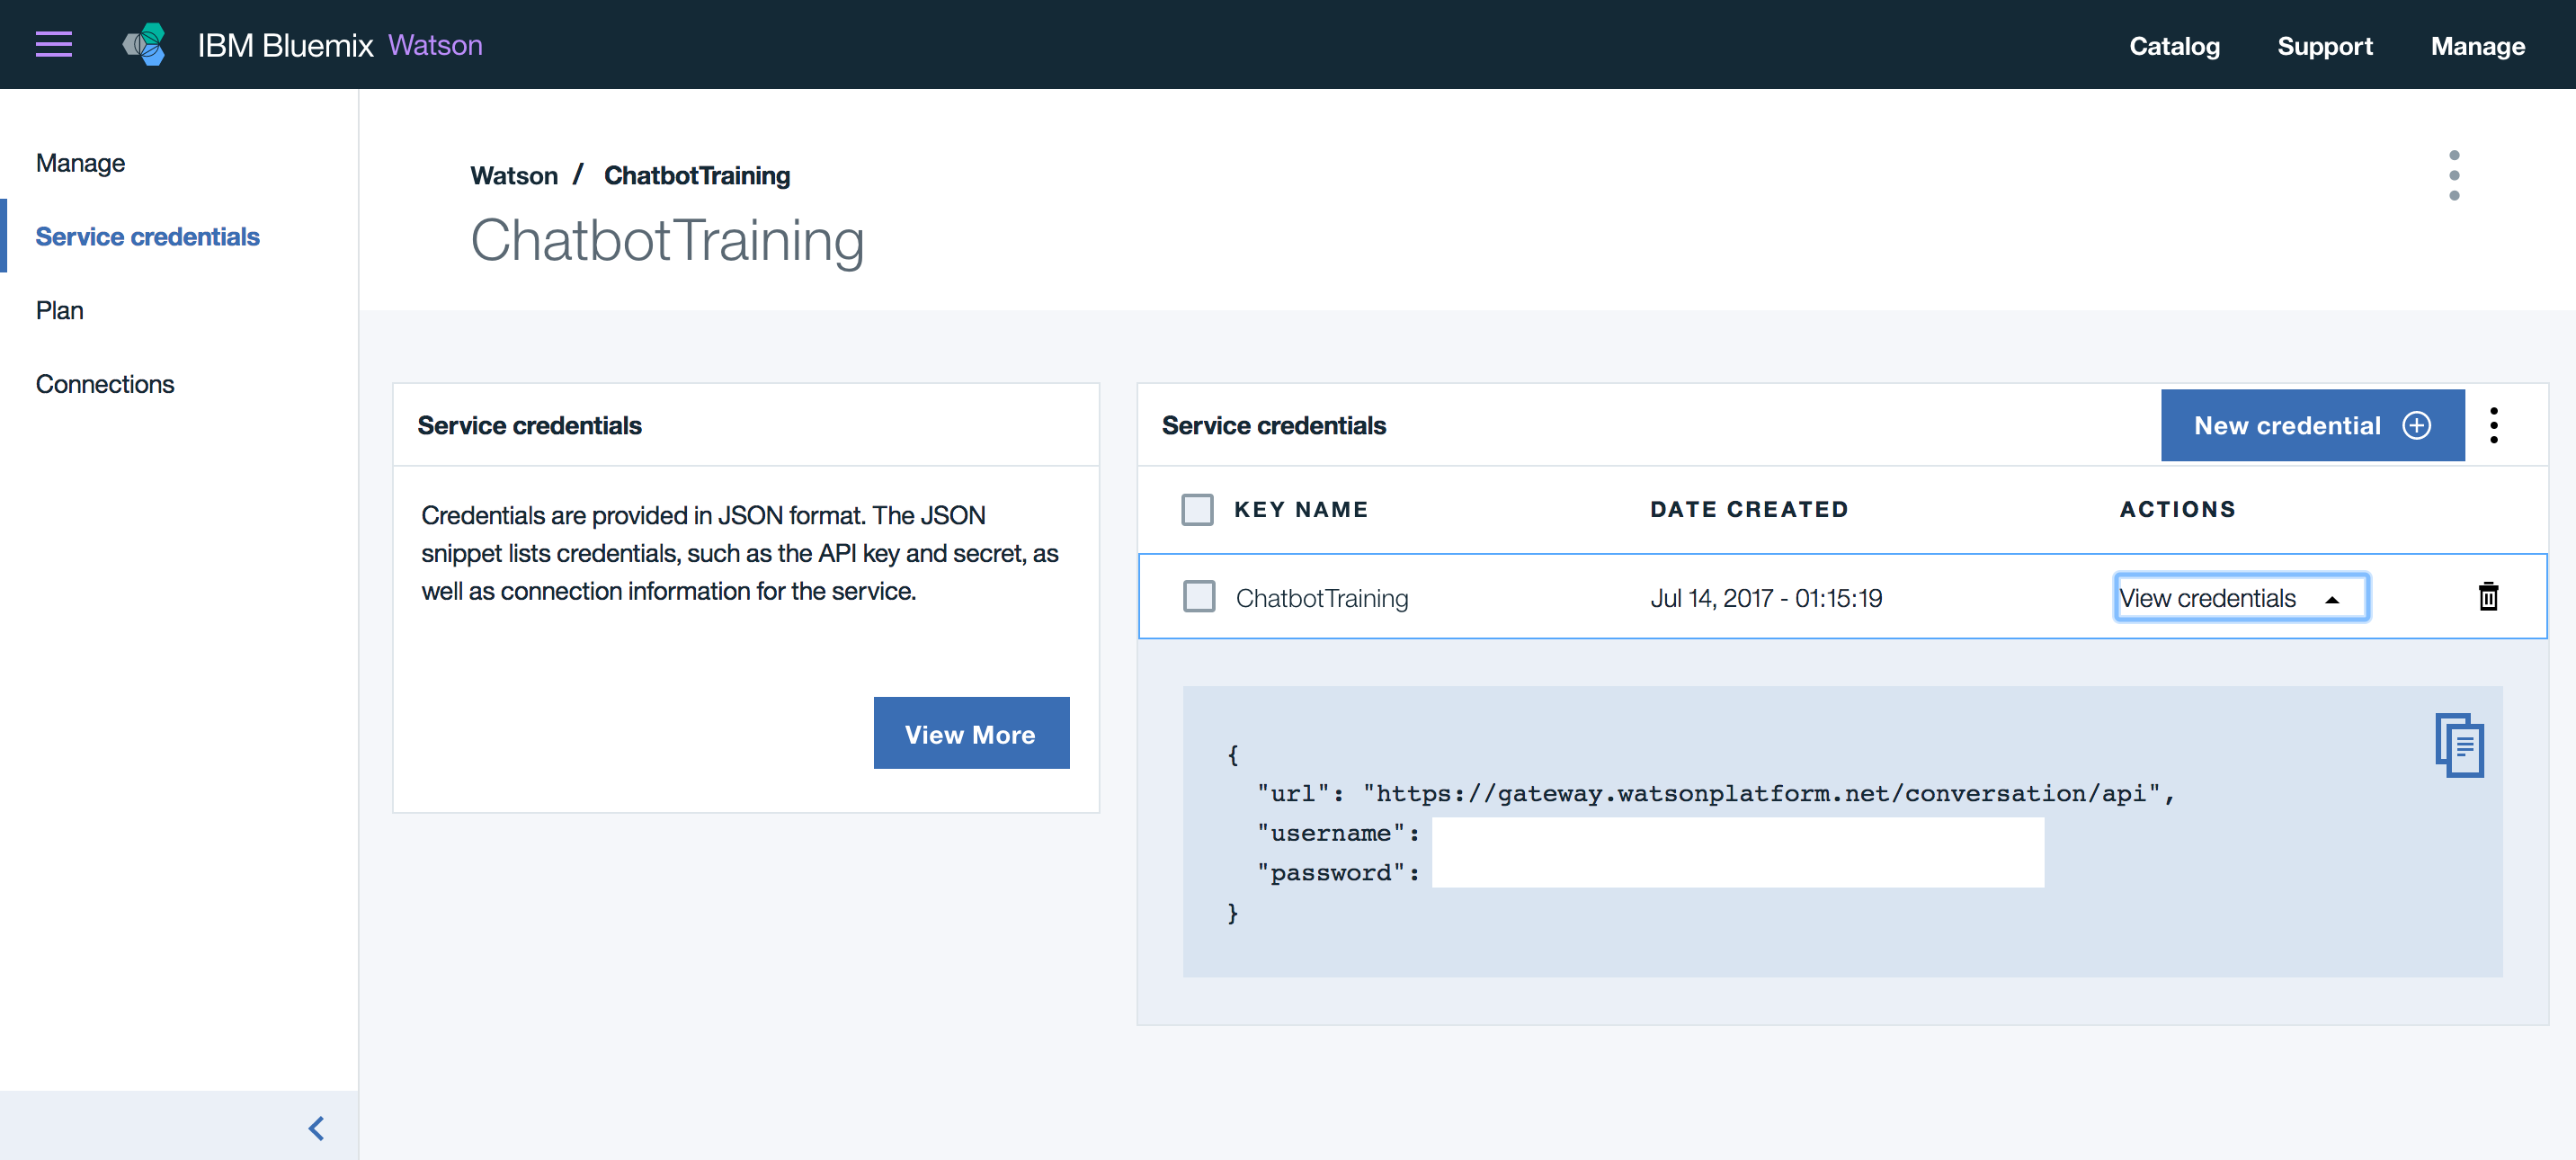 IBM Bluemix Watson
Catalog Support Manage
Manage
Service credentials
Plan
Connections
Watson / ChatbotTraining
ChatbotTraining
Service credentials
Credentials are provided in JSON format. The JSON
snippet lists credentials, such as the API key and secret, as
well as connection information for the service.
View More
Service credentials
New credential
KEY NAME DATE CREATED ACTIONS
ChatbotTraining Jul 14, 2017 - 01:15:19 View credentials
{
"url": "https://gateway.watsonplatform.net/conversation/api",
"username":
"password":
}